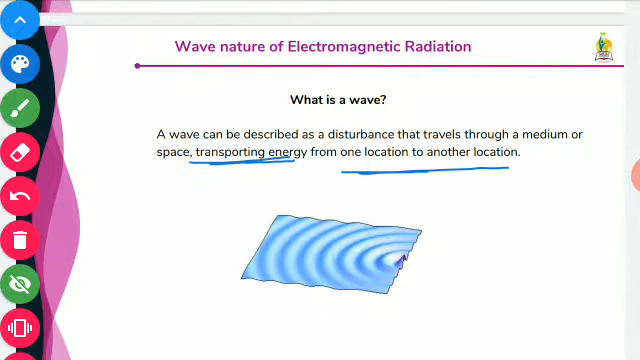 Wave nature of Electromagnetic Radiation
What is a wave?
A wave can be described as a disturbance that travels through a medium or
space, transporting energy from one location to another location.